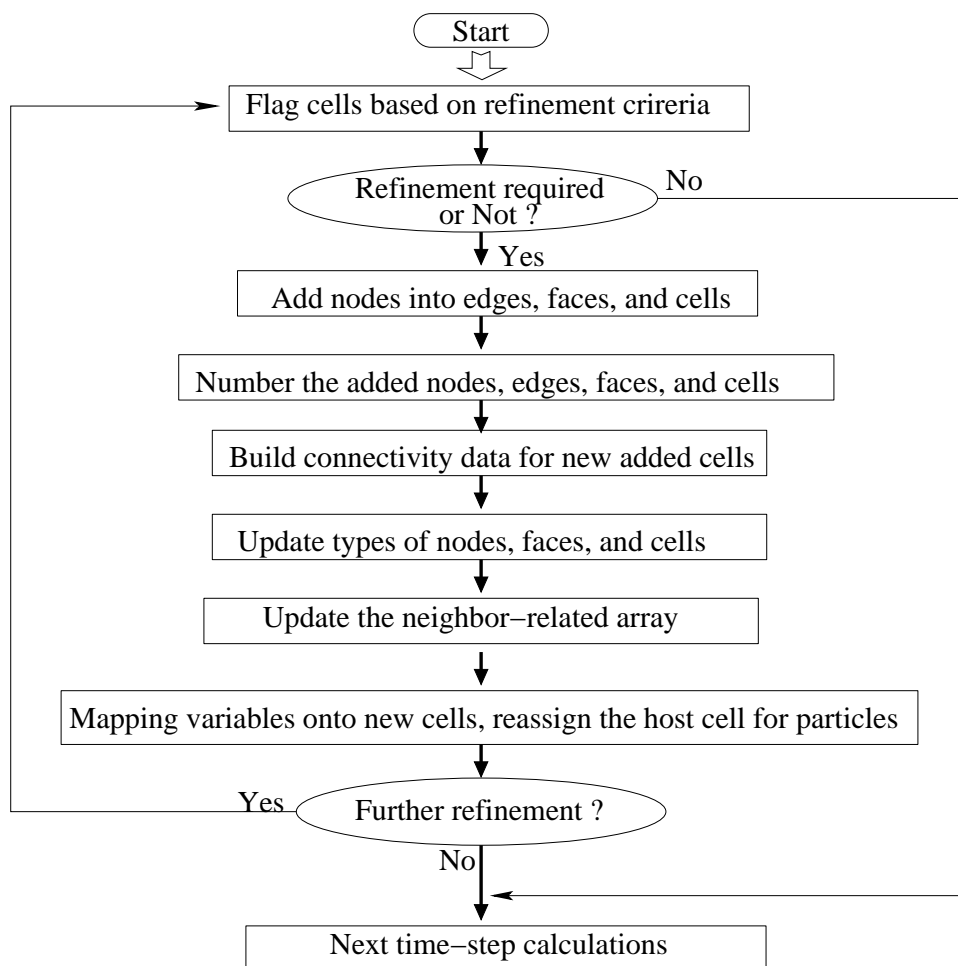 Start
Flag cells based on refinement crireria
Refinement required
or Not ?
No
Yes
Add nodes into edges, faces, and cells
Number the added nodes, edges, faces, and cells
Build connectivity data for new added cells
Update types of nodes, faces, and cells
Update the neighbor−related array
Mapping variables onto new cells, reassign the host cell for particles
Yes
Further refinement ?
No
Next time−step calculations